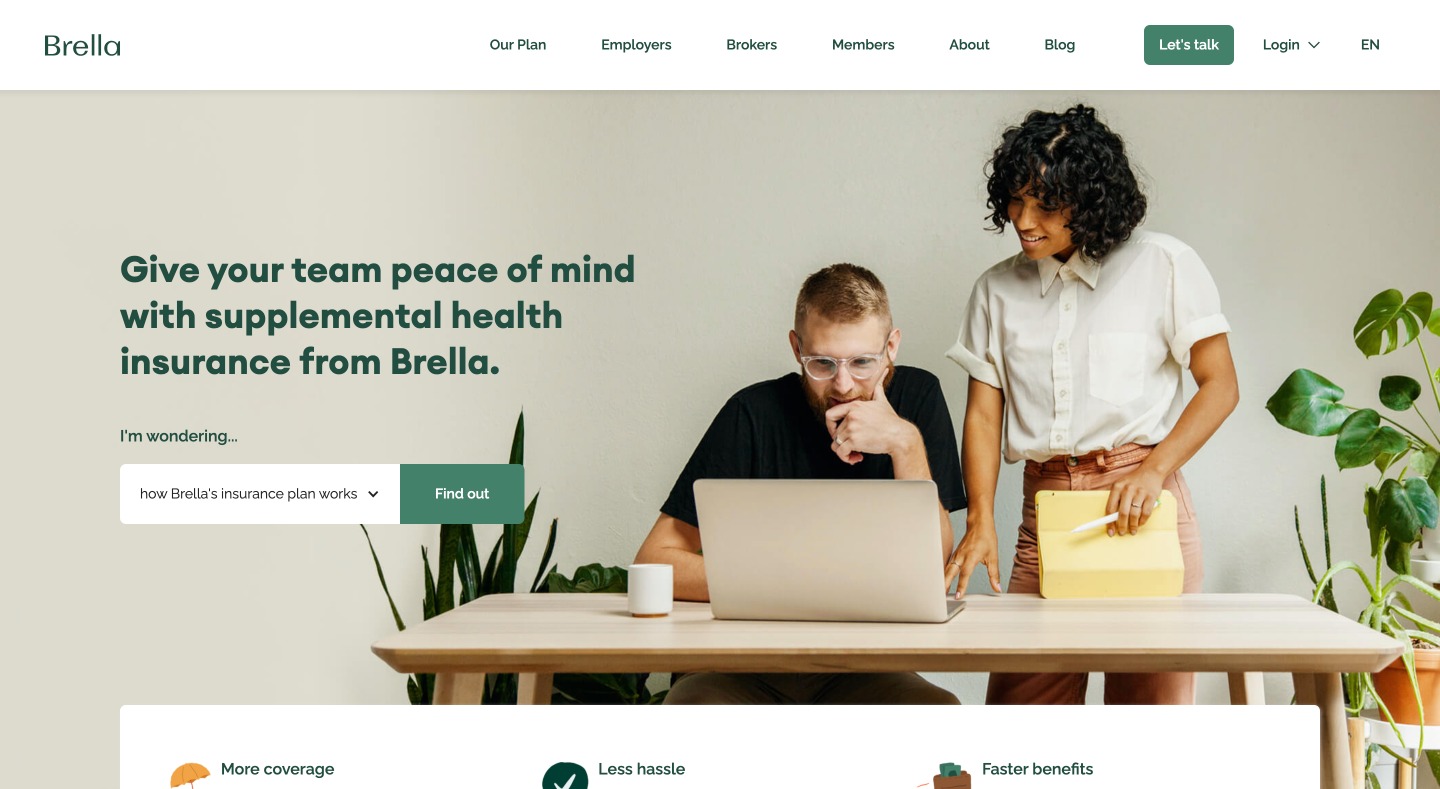 Brella
Our Plan
Employers
Brokers
Members
About
Blog
Let's talk
Login
EN
Give your team peace of mind
with supplemental health
insurance from Brella.
I'm wondering...
how Brella's insurance plan works
Find out
More coverage
Less hassle
Faster benefits